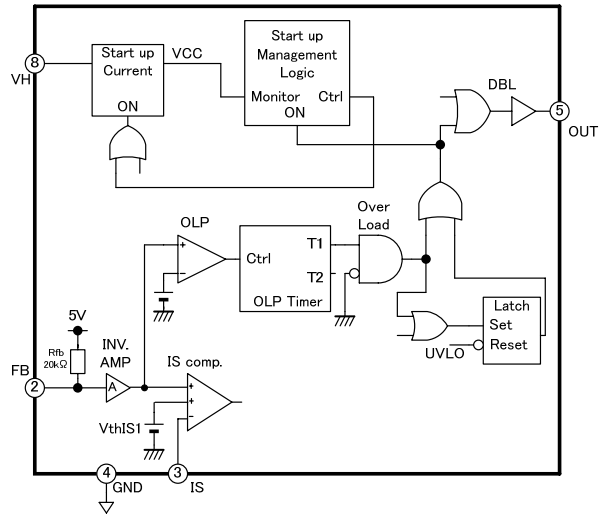 Start up
Current
ON
8
VH
VCC
Start up
Management
Logic
Monitor Ctrl
ON
DBL
5
OUT
OLP
+
−
Ctrl
T1
T2
OLP Timer
Over
Load
Latch
Set
Reset
UVLO
5V
Rfb
20kΩ
FB
2
INV.
AMP
A
IS comp.
+
+
−
VthIS1
4
GND
3
IS